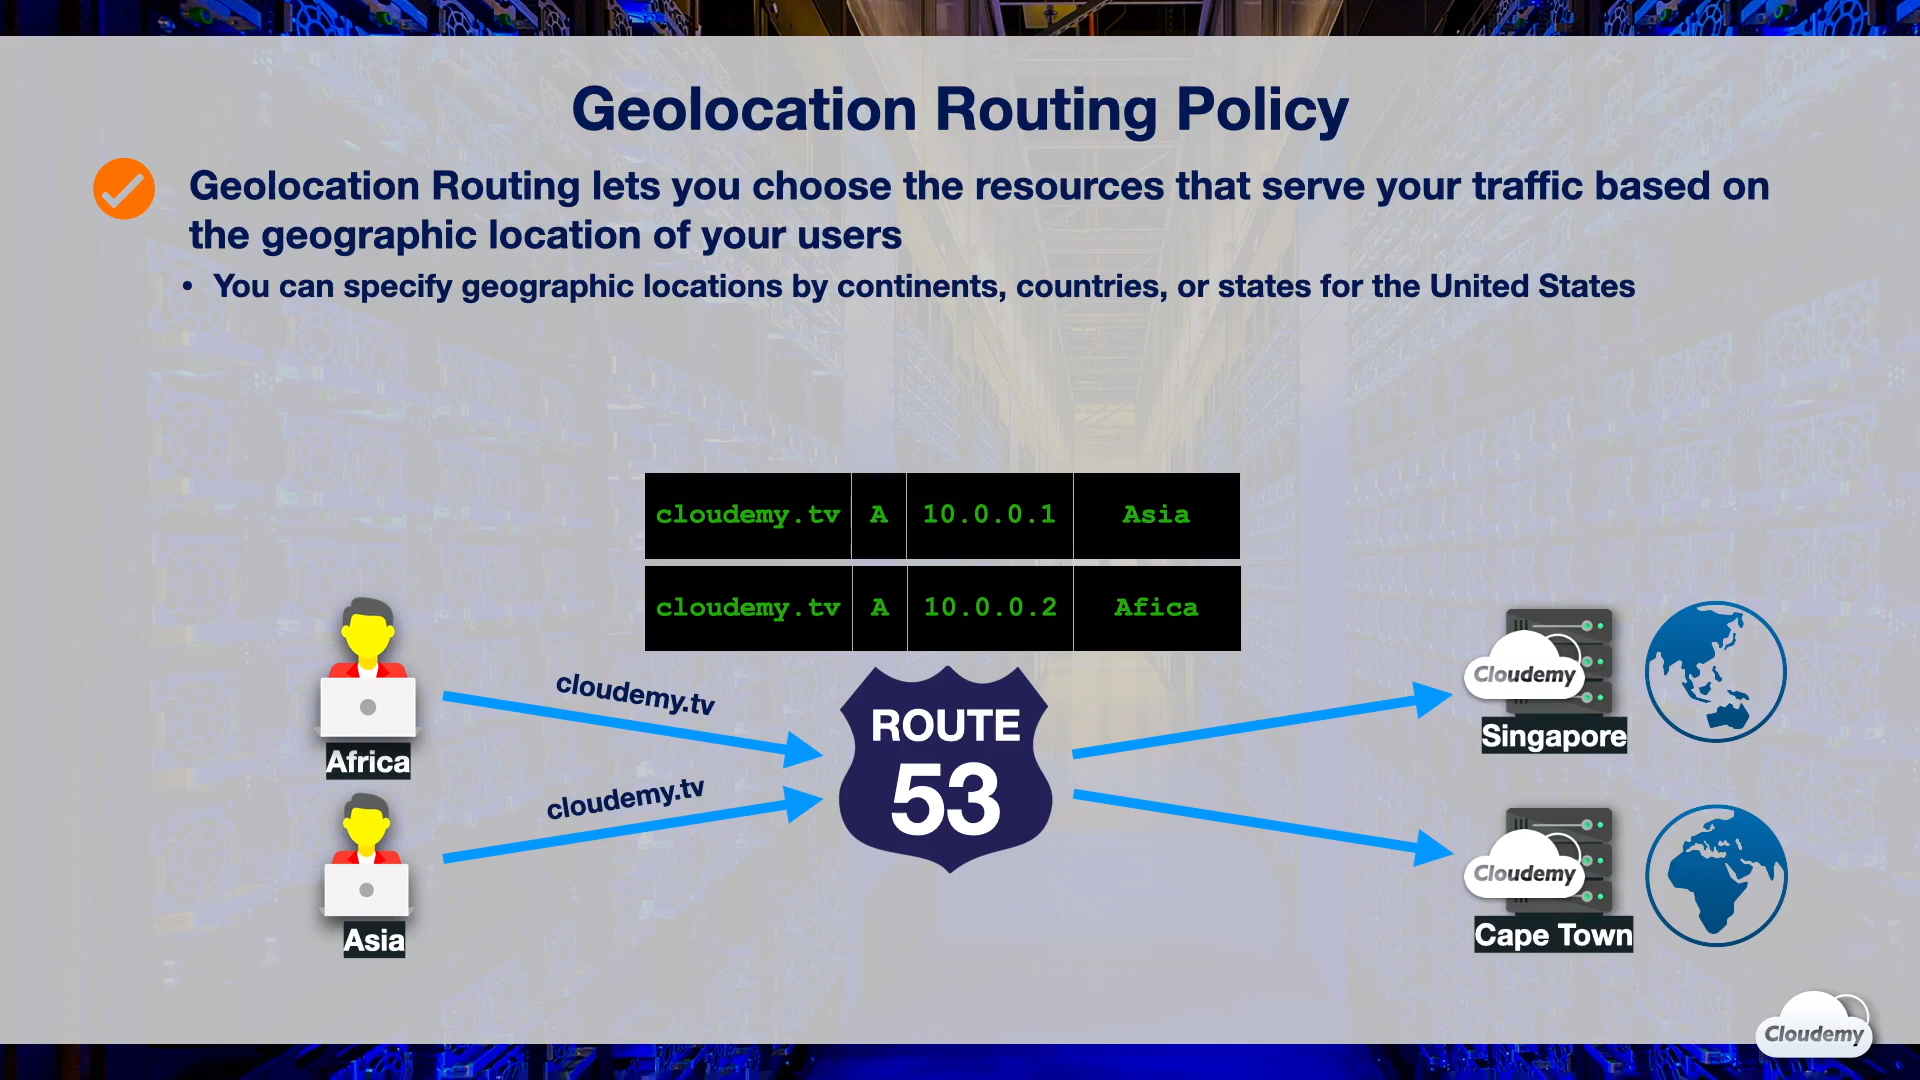 Geolocation Routing Policy
Geolocation Routing lets you choose the resources that serve your traffic based on
the geographic location of your users
• You can specify geographic locations by continents, countries, or states for the United States
cloudemy.tv A 10.0.0.1 Asia
cloudemy.tv A 10.0.0.2 Afica
cloudemy.tv
cloudemy.tv
Africa
Asia
ROUTE
53
Cloudemy
Singapore
Cloudemy
Cape Town
Cloudemy